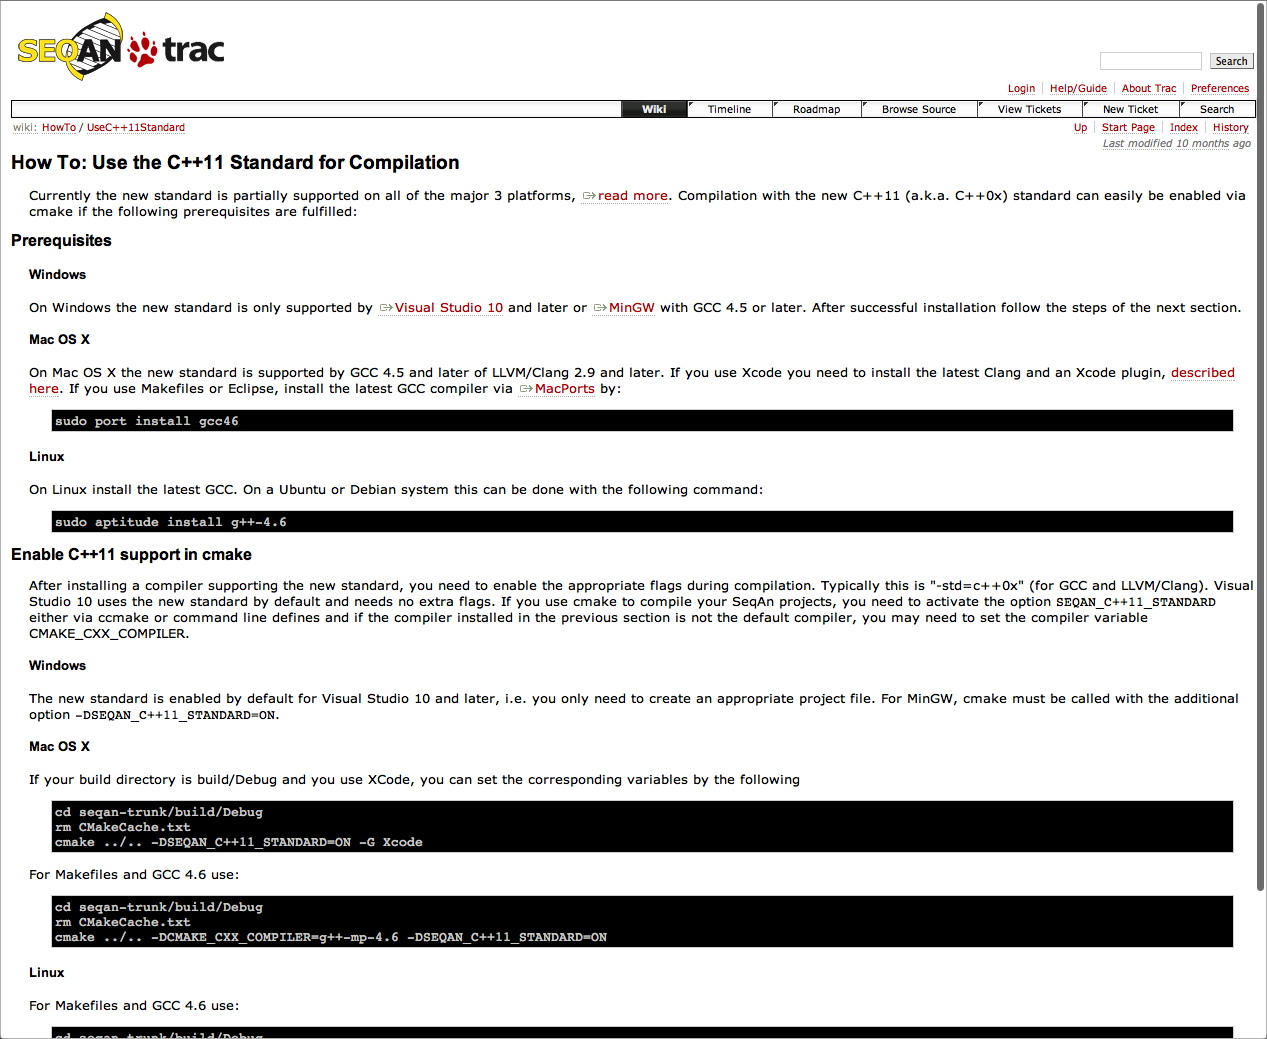 SEQAN trac
Search
Login Help/Guide About Trac Preferences
Wiki Timeline Roadmap Browse Source View Tickets New Ticket Search
wiki: HowTo / UseC++11Standard
Up Start Page Index History
Last modified 10 months ago
How To: Use the C++11 Standard for Compilation
Currently the new standard is partially supported on all of the major 3 platforms, read more. Compilation with the new C++11 (a.k.a. C++0x) standard can easily be enabled via
cmake if the following prerequisites are fulfilled:
Prerequisites
Windows
On Windows the new standard is only supported by Visual Studio 10 and later or MinGW with GCC 4.5 or later. After successful installation follow the steps of the next section.
Mac OS X
On Mac OS X the new standard is supported by GCC 4.5 and later of LLVM/Clang 2.9 and later. If you use Xcode you need to install the latest Clang and an Xcode plugin, described
here. If you use Makefiles or Eclipse, install the latest GCC compiler via MacPorts by:
sudo port install gcc46
Linux
On Linux install the latest GCC. On a Ubuntu or Debian system this can be done with the following command:
sudo aptitude install g++-4.6
Enable C++11 support in cmake
After installing a compiler supporting the new standard, you need to enable the appropriate flags during compilation. Typically this is "-std=c++0x" (for GCC and LLVM/Clang). Visual
Studio 10 uses the new standard by default and needs no extra flags. If you use cmake to compile your SeqAn projects, you need to activate the option SEQAN_C++11_STANDARD
either via ccmake or command line defines and if the compiler installed in the previous section is not the default compiler, you may need to set the compiler variable
CMAKE_CXX_COMPILER.
Windows
The new standard is enabled by default for Visual Studio 10 and later, i.e. you only need to create an appropriate project file. For MinGW, cmake must be called with the additional
option -DSEQAN_C++11_STANDARD=ON.
Mac OS X
If your build directory is build/Debug and you use XCode, you can set the corresponding variables by the following
cd seqan-trunk/build/Debug
rm CMakeCache.txt
cmake ../.. -DSEQAN_C++11_STANDARD=ON -G Xcode
For Makefiles and GCC 4.6 use:
cd seqan-trunk/build/Debug
rm CMakeCache.txt
cmake ../.. -DCMAKE_CXX_COMPILER=g++-mp-4.6 -DSEQAN_C++11_STANDARD=ON
Linux
For Makefiles and GCC 4.6 use:
cd seqan-trunk/build/Debug